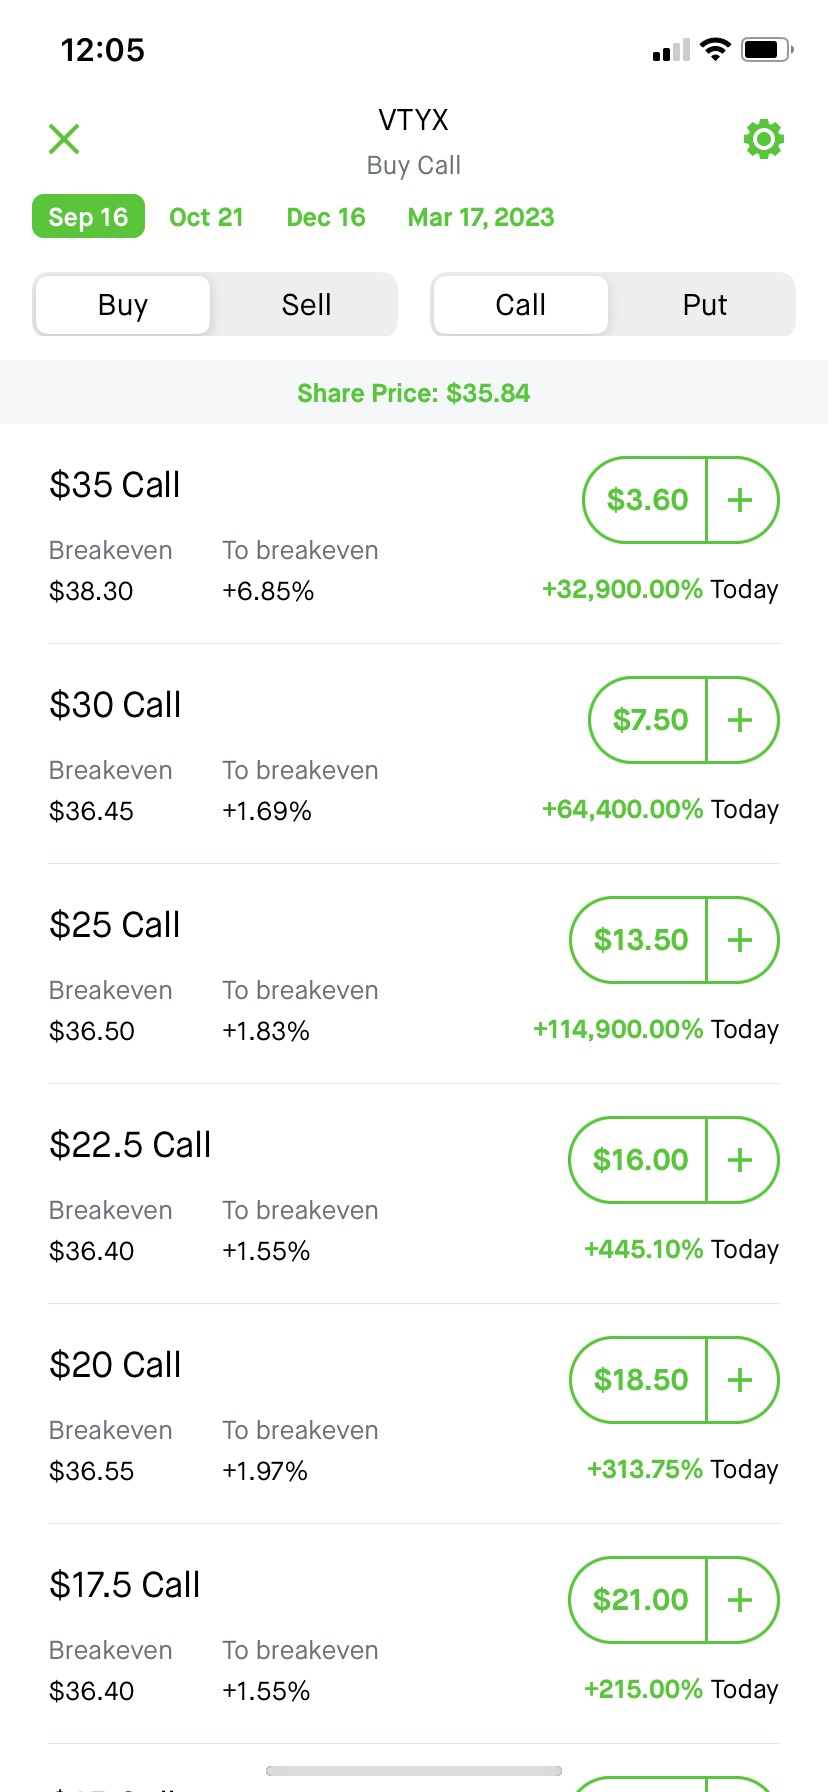 12:05
VTYX
Buy Call
Sep 16 Oct 21 Dec 16 Mar 17, 2023
Buy Sell Call Put
Share Price: $35.84
$35 Call $3.60 +
Breakeven To breakeven
$38.30 +6.85% +32,900.00% Today
$30 Call $7.50 +
Breakeven To breakeven
$36.45 +1.69% +64,400.00% Today
$25 Call $13.50 +
Breakeven To breakeven
$36.50 +1.83% +114,900.00% Today
$22.5 Call $16.00 +
Breakeven To breakeven
$36.40 +1.55% +445.10% Today
$20 Call $18.50 +
Breakeven To breakeven
$36.55 +1.97% +313.75% Today
$17.5 Call $21.00 +
Breakeven To breakeven
$36.40 +1.55% +215.00% Today